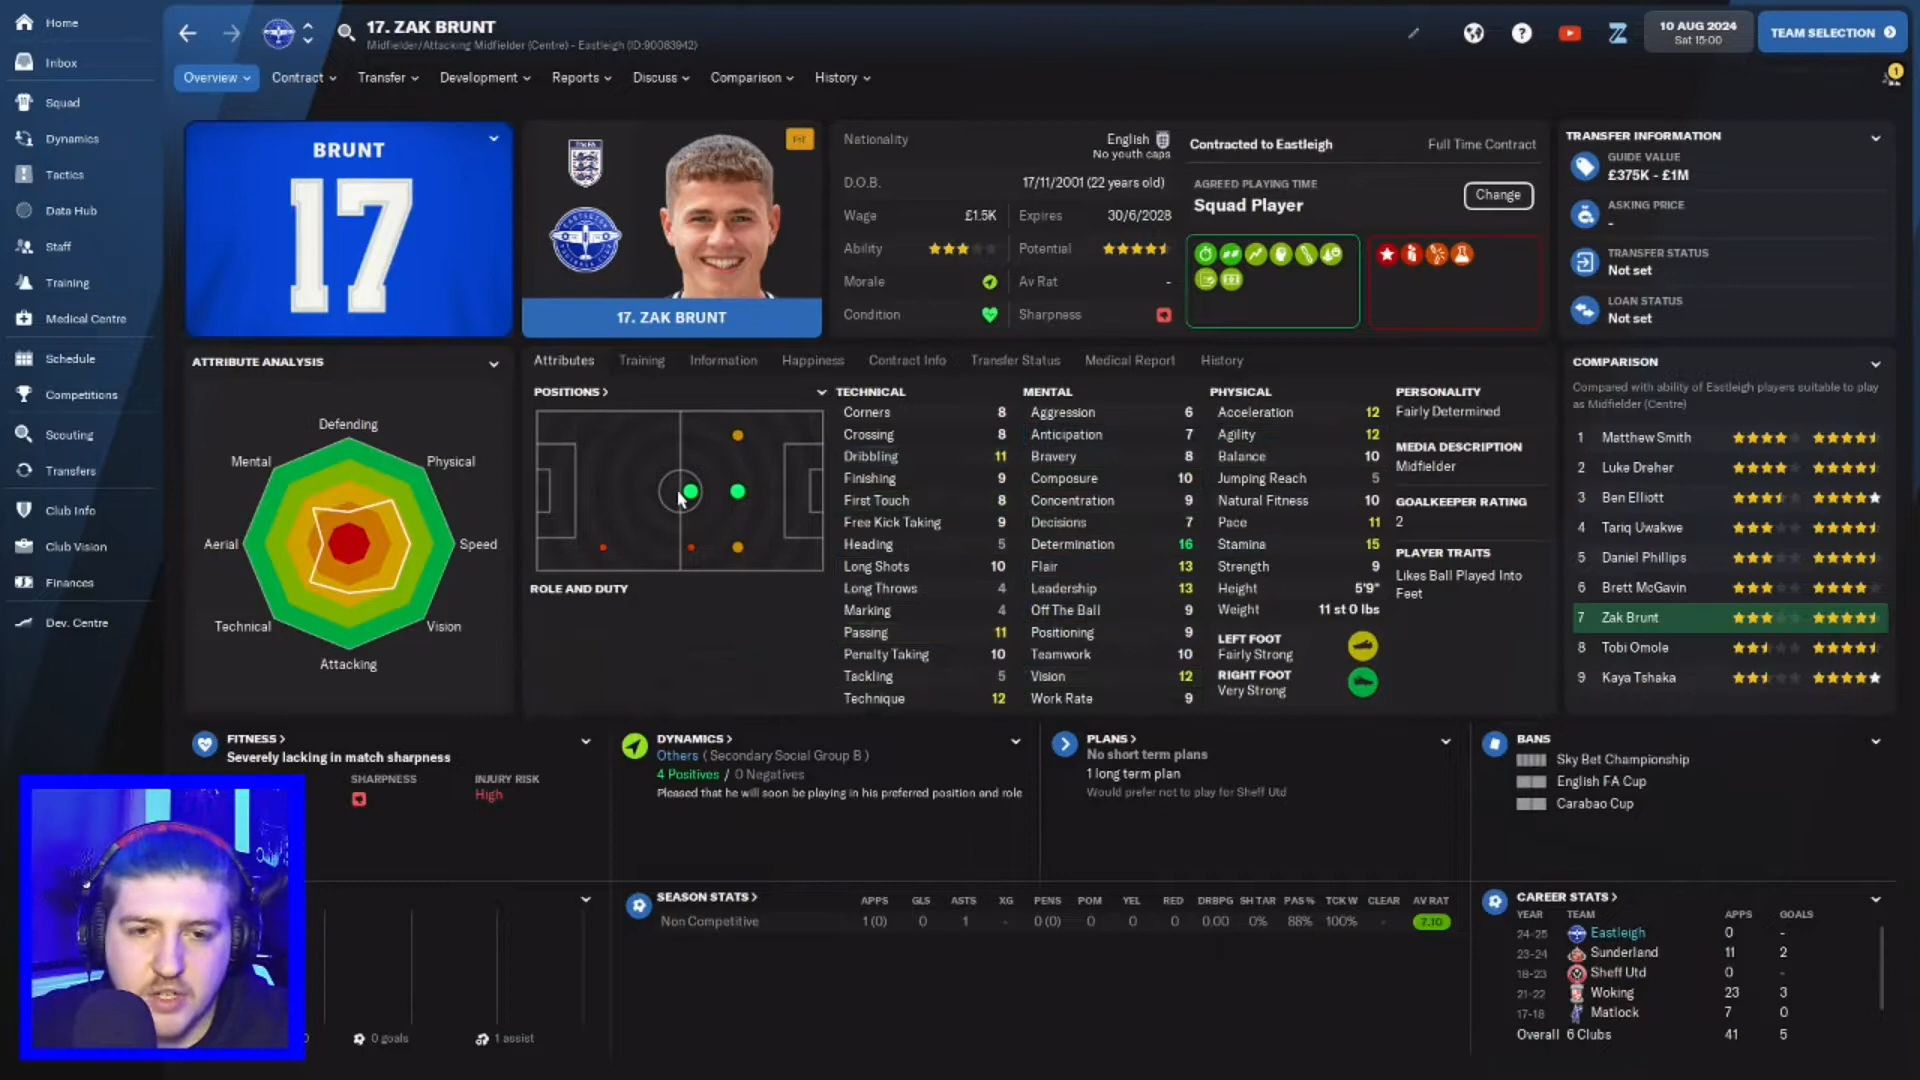 Home
Inbox
Squad
Dynamics
Tactics
Data Hub
Staff
Training
Medical Centre
Schedule
Competitions
Scouting
Transfers
Club Info
Club Vision
Finances
Dev. Centre
17. ZAK BRUNT
Midfielder/Attacking Midfielder (Centre) - Eastleigh (ID:90083942)
10 AUG 2024
Sat 15:00
TEAM SELECTION
1
Overview Contract Transfer Development Reports Discuss Comparison History
BRUNT
17
Fit
17. ZAK BRUNT
Nationality English
No youth caps
D.O.B. 17/11/2001 (22 years old)
Wage £1.5K Expires 30/6/2028
Ability Potential
Morale Av Rat -
Condition Sharpness
Contracted to Eastleigh Full Time Contract
AGREED PLAYING TIME
Squad Player
Change
TRANSFER INFORMATION
GUIDE VALUE
£375K - £1M
ASKING PRICE
-
TRANSFER STATUS
Not set
LOAN STATUS
Not set
ATTRIBUTE ANALYSIS
Defending
Mental Physical
Aerial Speed
Technical Vision
Attacking
Attributes Training Information Happiness Contract Info Transfer Status Medical Report History
POSITIONS >
ROLE AND DUTY
TECHNICAL
Corners 8
Crossing 8
Dribbling 11
Finishing 9
First Touch 8
Free Kick Taking 9
Heading 5
Long Shots 10
Long Throws 4
Marking 4
Passing 11
Penalty Taking 10
Tackling 5
Technique 12
MENTAL
Aggression 6
Anticipation 7
Bravery 8
Composure 10
Concentration 9
Decisions 7
Determination 16
Flair 13
Leadership 13
Off The Ball 9
Positioning 9
Teamwork 10
Vision 12
Work Rate 9
PHYSICAL
Acceleration 12
Agility 12
Balance 10
Jumping Reach 5
Natural Fitness 10
Pace 11
Stamina 15
Strength 9
Height 5'9"
Weight 11 st 0 lbs
LEFT FOOT
Fairly Strong
RIGHT FOOT
Very Strong
PERSONALITY
Fairly Determined
MEDIA DESCRIPTION
Midfielder
GOALKEEPER RATING
2
PLAYER TRAITS
Likes Ball Played Into
Feet
COMPARISON
Compared with ability of Eastleigh players suitable to play
as Midfielder (Centre)
1 Matthew Smith
2 Luke Dreher
3 Ben Elliott
4 Tariq Uwakwe
5 Daniel Phillips
6 Brett McGavin
7 Zak Brunt
8 Tobi Omole
9 Kaya Tshaka
FITNESS >
Severely lacking in match sharpness
SHARPNESS INJURY RISK
High
DYNAMICS >
Others ( Secondary Social Group B )
4 Positives / 0 Negatives
Pleased that he will soon be playing in his preferred position and role
PLANS >
No short term plans
1 long term plan
Would prefer not to play for Sheff Utd
BANS
Sky Bet Championship
English FA Cup
Carabao Cup
0 goals 1 assist
SEASON STATS > APPS GLS ASTS XG PENS POM YEL RED DRBPG SH TAR PAS % TCK W CLEAR AV RAT
Non Competitive 1 (0) 0 1 - 0 (0) 0 0 0 0.00 0% 88% 100% - 7.10
CAREER STATS >
YEAR TEAM APPS GOALS
24-25 Eastleigh 0 -
23-24 Sunderland 11 2
18-23 Sheff Utd 0 -
21-22 Woking 23 3
17-18 Matlock 7 0
Overall 6 Clubs 41 5